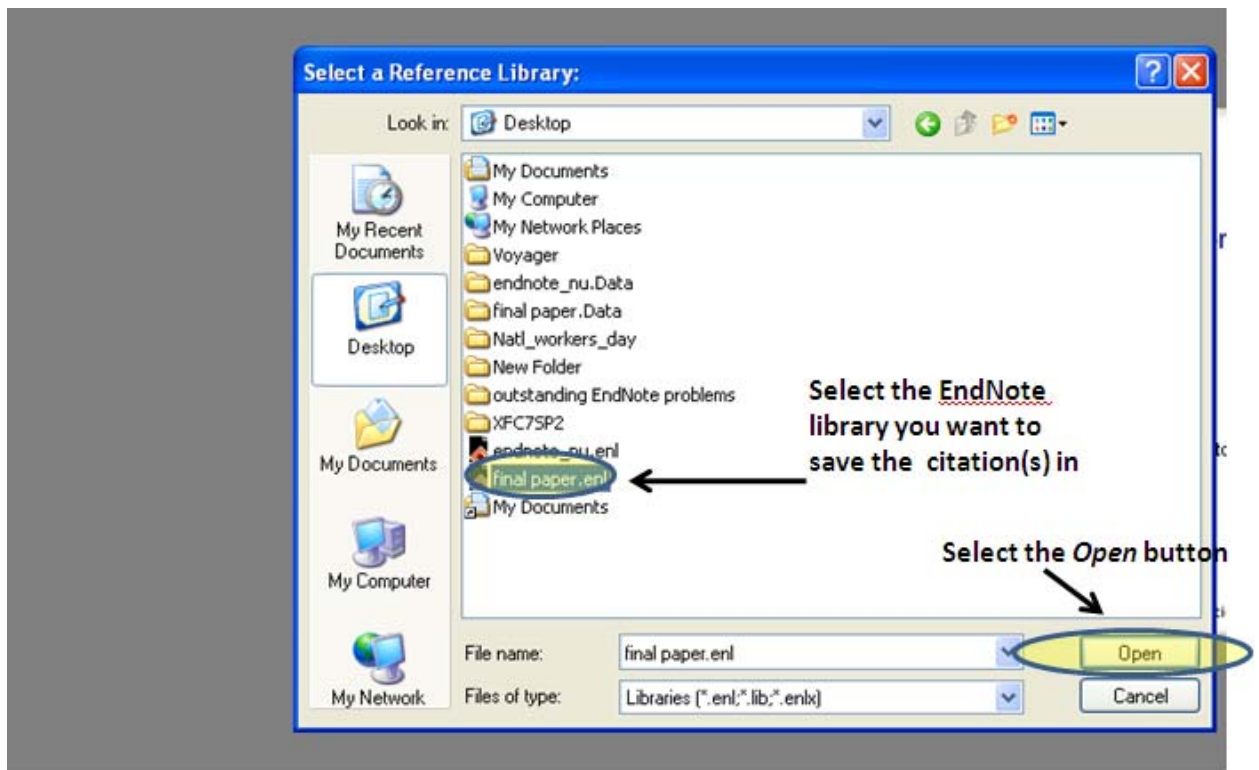 Select a Reference Library:
Look in:
Desktop
My Recent
Documents
Desktop
My Documents
My Computer
My Network
My Documents
My Computer
My Network Places
Voyager
endnote_nu.Data
final paper.Data
Natl_workers_day
New Folder
outstanding EndNote problems
XFC7SP2
endnote_nu.enl
final paper.enl
My Documents
Select the EndNote
library you want to
save the citation(s) in
Select the Open button
File name:
final paper.enl
Open
Files of type:
Libraries (*.enl;*.lib;*.enlx)
Cancel